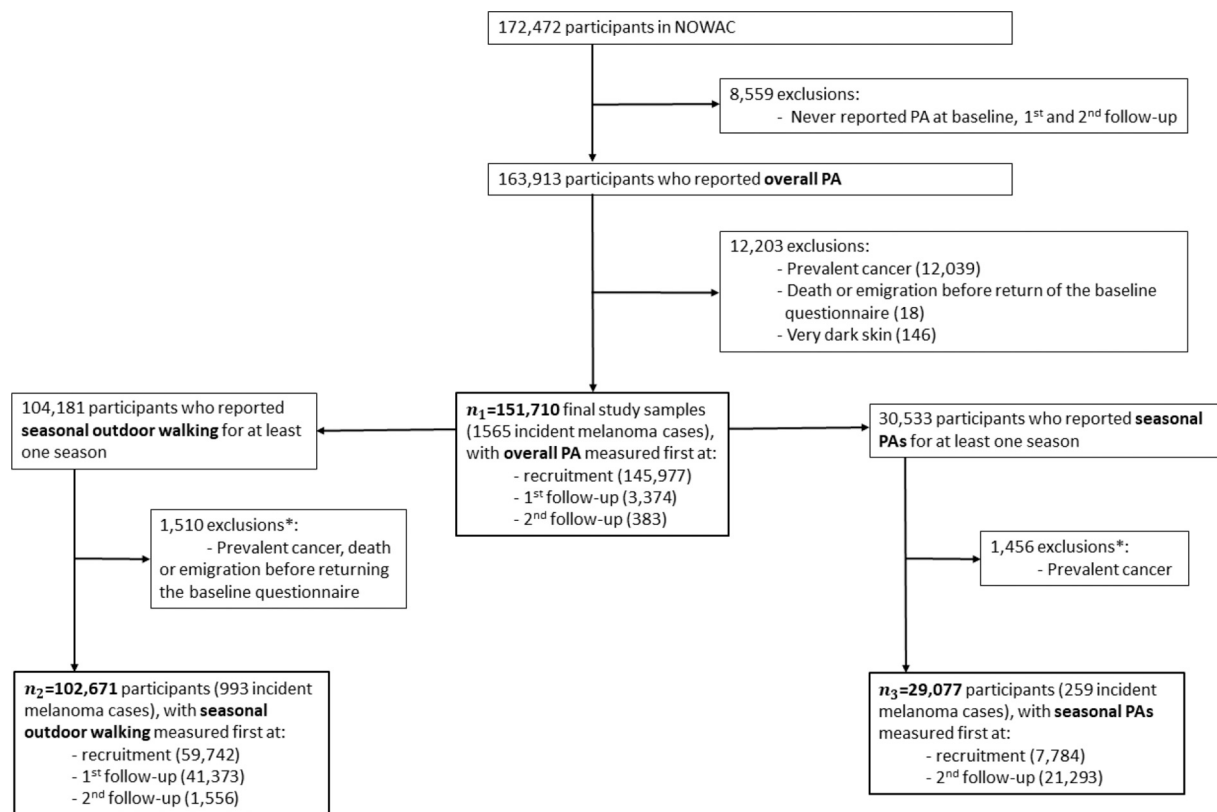 172,472 participants in NOWAC
8,559 exclusions:
- Never reported PA at baseline, 1st and 2nd follow-up
163,913 participants who reported overall PA
12,203 exclusions:
- Prevalent cancer (12,039)
- Death or emigration before return of the baseline
questionnaire (18)
- Very dark skin (146)
104,181 participants who reported
seasonal outdoor walking for at least
one season
n₁=151,710 final study samples
(1565 incident melanoma cases),
with overall PA measured first at:
- recruitment (145,977)
- 1st follow-up (3,374)
- 2nd follow-up (383)
30,533 participants who reported seasonal
PAs for at least one season
1,510 exclusions*:
- Prevalent cancer, death
or emigration before returning
the baseline questionnaire
1,456 exclusions*:
- Prevalent cancer
n₂=102,671 participants (993 incident
melanoma cases), with seasonal
outdoor walking measured first at:
- recruitment (59,742)
- 1st follow-up (41,373)
- 2nd follow-up (1,556)
n₃=29,077 participants (259 incident
melanoma cases), with seasonal PAs
measured first at:
- recruitment (7,784)
- 2nd follow-up (21,293)